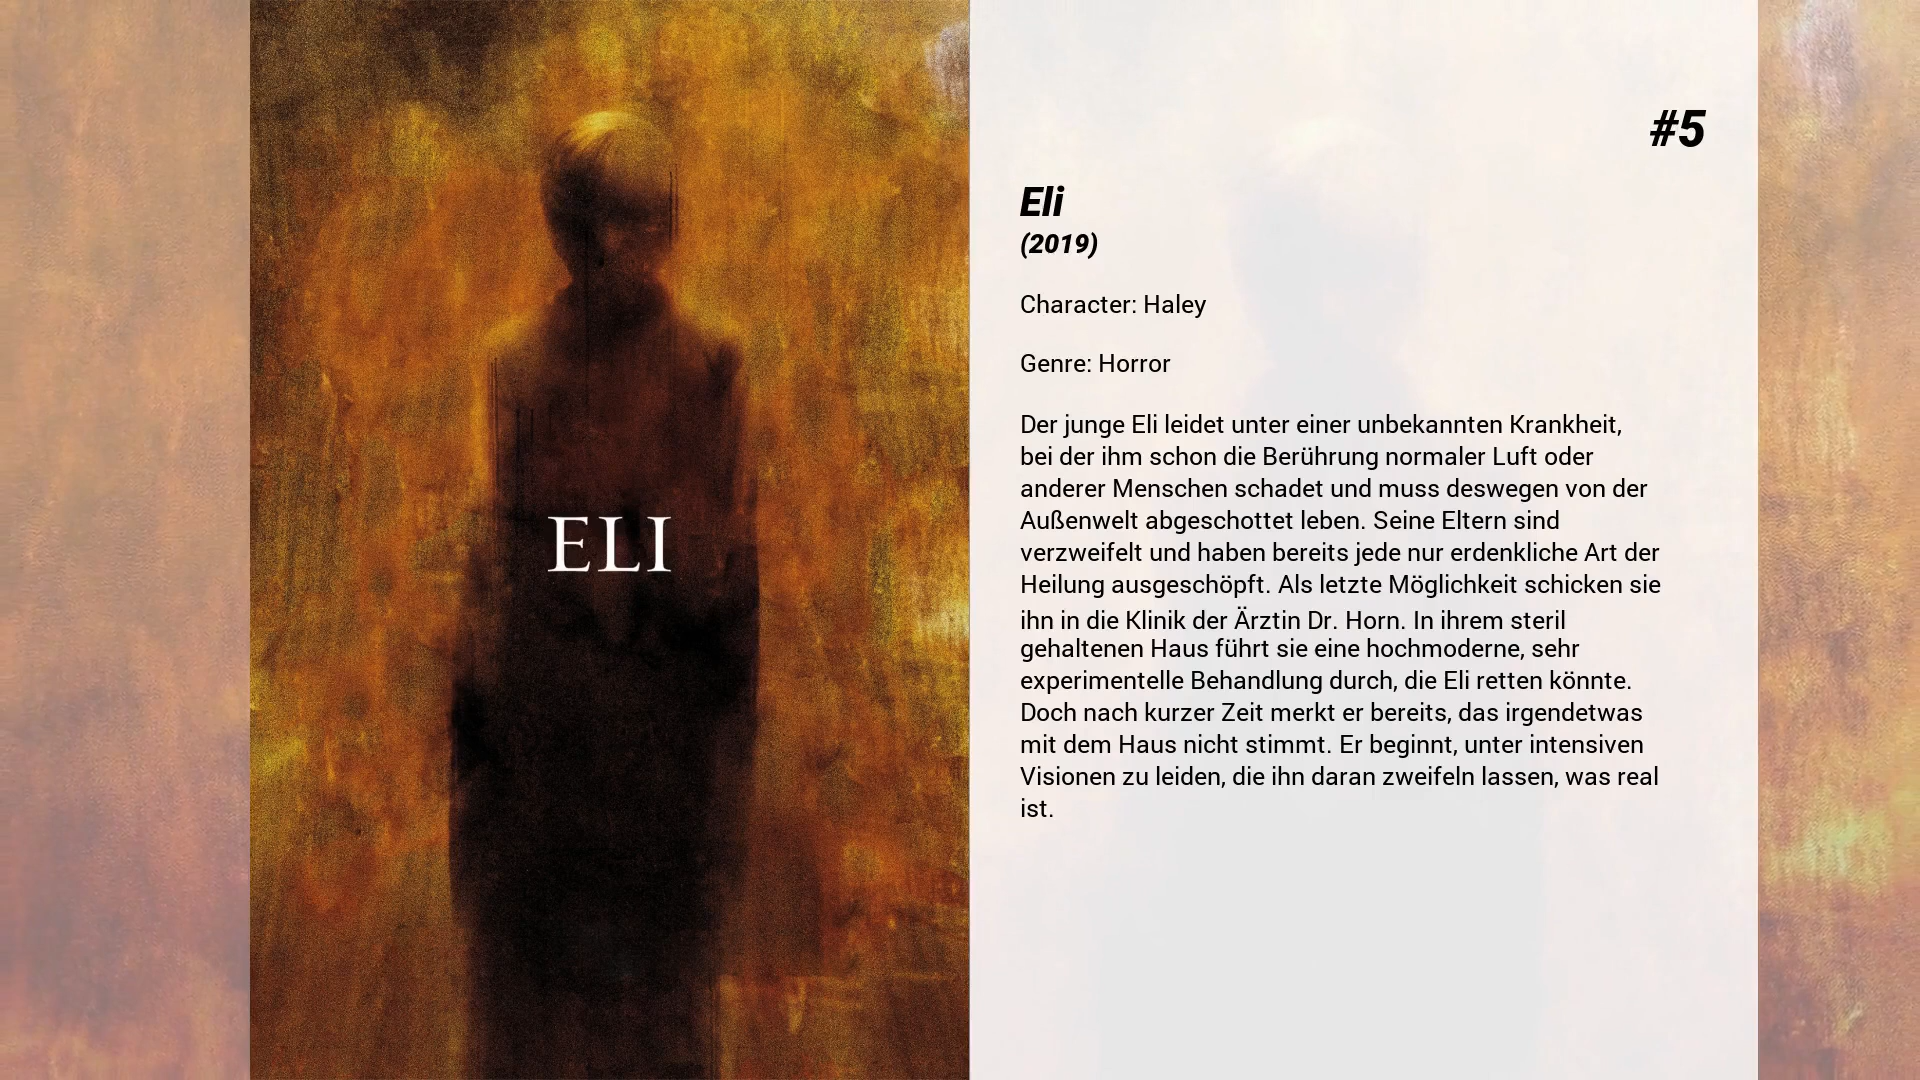 ELI
#5
Eli
(2019)
Character: Haley
Genre: Horror
Der junge Eli leidet unter einer unbekannten Krankheit,
bei der ihm schon die Berührung normaler Luft oder
anderer Menschen schadet und muss deswegen von der
Außenwelt abgeschottet leben. Seine Eltern sind
verzweifelt und haben bereits jede nur erdenkliche Art der
Heilung ausgeschöpft. Als letzte Möglichkeit schicken sie
ihn in die Klinik der Ärztin Dr. Horn. In ihrem steril
gehaltenen Haus führt sie eine hochmoderne, sehr
experimentelle Behandlung durch, die Eli retten könnte.
Doch nach kurzer Zeit merkt er bereits, das irgendetwas
mit dem Haus nicht stimmt. Er beginnt, unter intensiven
Visionen zu leiden, die ihn daran zweifeln lassen, was real
ist.